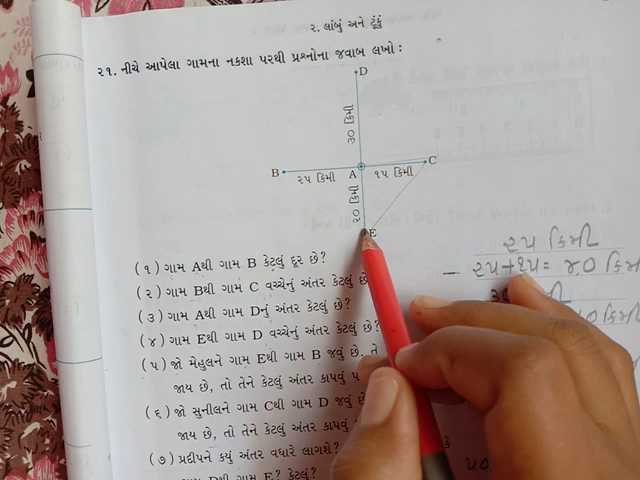 ૨. લાંબું અને ટૂંકું
૨૧. નીચે આપેલા ગામના નકશા પરથી પ્રશ્નોના જવાબ લખો :
D
૩૦ કિમી
B
A
C
૨૫ કિમી
૧૫ કિમી
૨૦ કિમી
E
(૧) ગામ Aથી ગામ B કેટલું દૂર છે?
૨૫ કિમી
(૨) ગામ Bથી ગામ C વચ્ચેનું અંતર કેટલું છે
૨૫+૧૫= ૪૦ કિમી
(૩) ગામ Aથી ગામ Dનું અંતર કેટલું છે?
(૪) ગામ Eથી ગામ D વચ્ચેનું અંતર કેટલું છે?
(૫) જો મેહુલને ગામ Eથી ગામ B જવું છે. તે
જાય છે, તો તેને કેટલું અંતર કાપવું
(૬) જો સુનીલને ગામ Cથી ગામ D જવું
જાય છે, તો તેને કેટલું અંતર કાપવું
(૭) પ્રદીપને કયું અંતર વધારે લાગશે?
ગામ E? કેટલું?